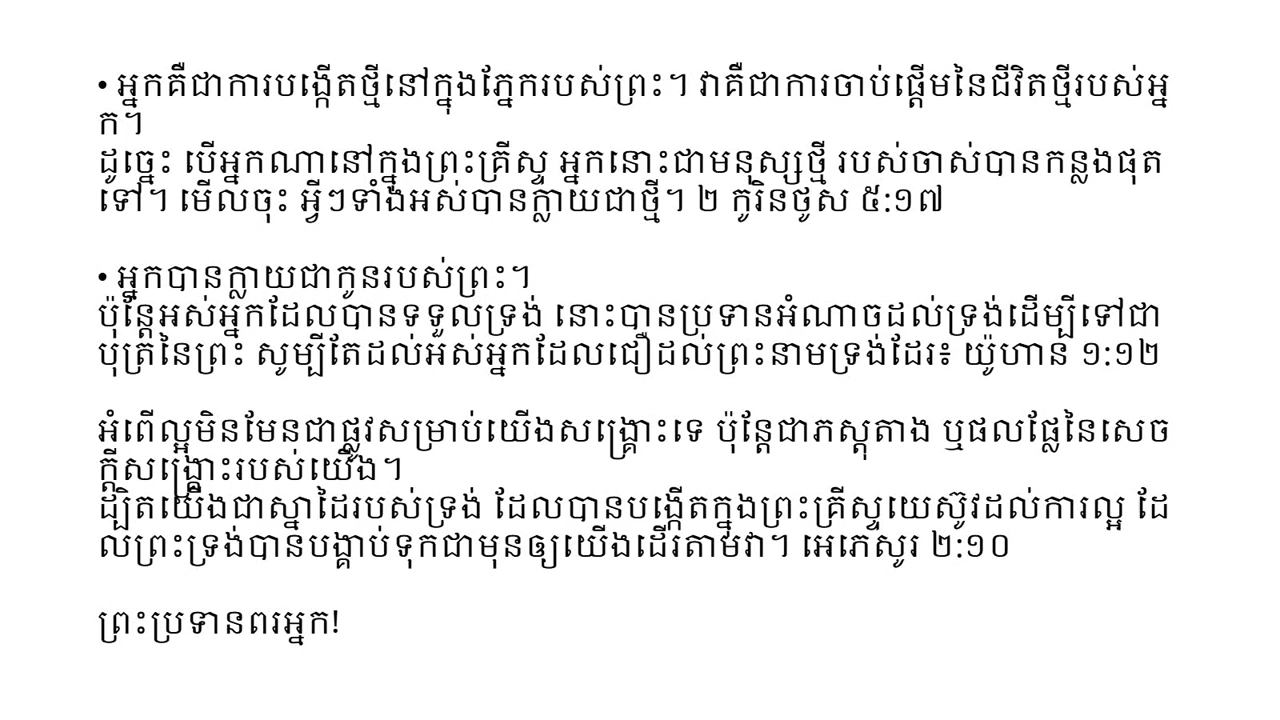 • អ្នកគឺជាការបង្កើតថ្មីនៅក្នុងភ្នែករបស់ព្រះ។ វាគឺជាការចាប់ផ្តើមនៃជីវិតថ្មីរបស់អ្ន
ក។
ដូច្នេះ បើអ្នកណានៅក្នុងព្រះគ្រីស្ទ អ្នកនោះជាមនុស្សថ្មី របស់ចាស់បានកន្លងផុត
ទៅ។ មើលចុះ អ្វីៗទាំងអស់បានក្លាយជាថ្មី។ ២ កូរិនថូស ៥:១៧
• អ្នកបានក្លាយជាកូនរបស់ព្រះ។
ប៉ុន្តែអស់អ្នកដែលបានទទួលទ្រង់ នោះបានប្រទានអំណាចដល់ទ្រង់ដើម្បីទៅជា
បុត្រនៃព្រះ សូម្បីតែដល់អស់អ្នកដែលជឿដល់ព្រះនាមទ្រង់ដែរ៖ យ៉ូហាន ១:១២
អំពើល្អមិនមែនជាផ្លូវសម្រាប់យើងសង្គ្រោះទេ ប៉ុន្តែជាភស្តុតាង ឬផលផ្លែនៃសេច
ក្តីសង្គ្រោះរបស់យើង។
ដ្បិតយើងជាស្នាដៃរបស់ទ្រង់ ដែលបានបង្កើតក្នុងព្រះគ្រីស្ទយេស៊ូវដល់ការល្អ ដែ
លព្រះទ្រង់បានបង្គាប់ទុកជាមុនឲ្យយើងដើរតាមវា។ អេភេសូរ ២:១០
ព្រះប្រទានពរអ្នក!